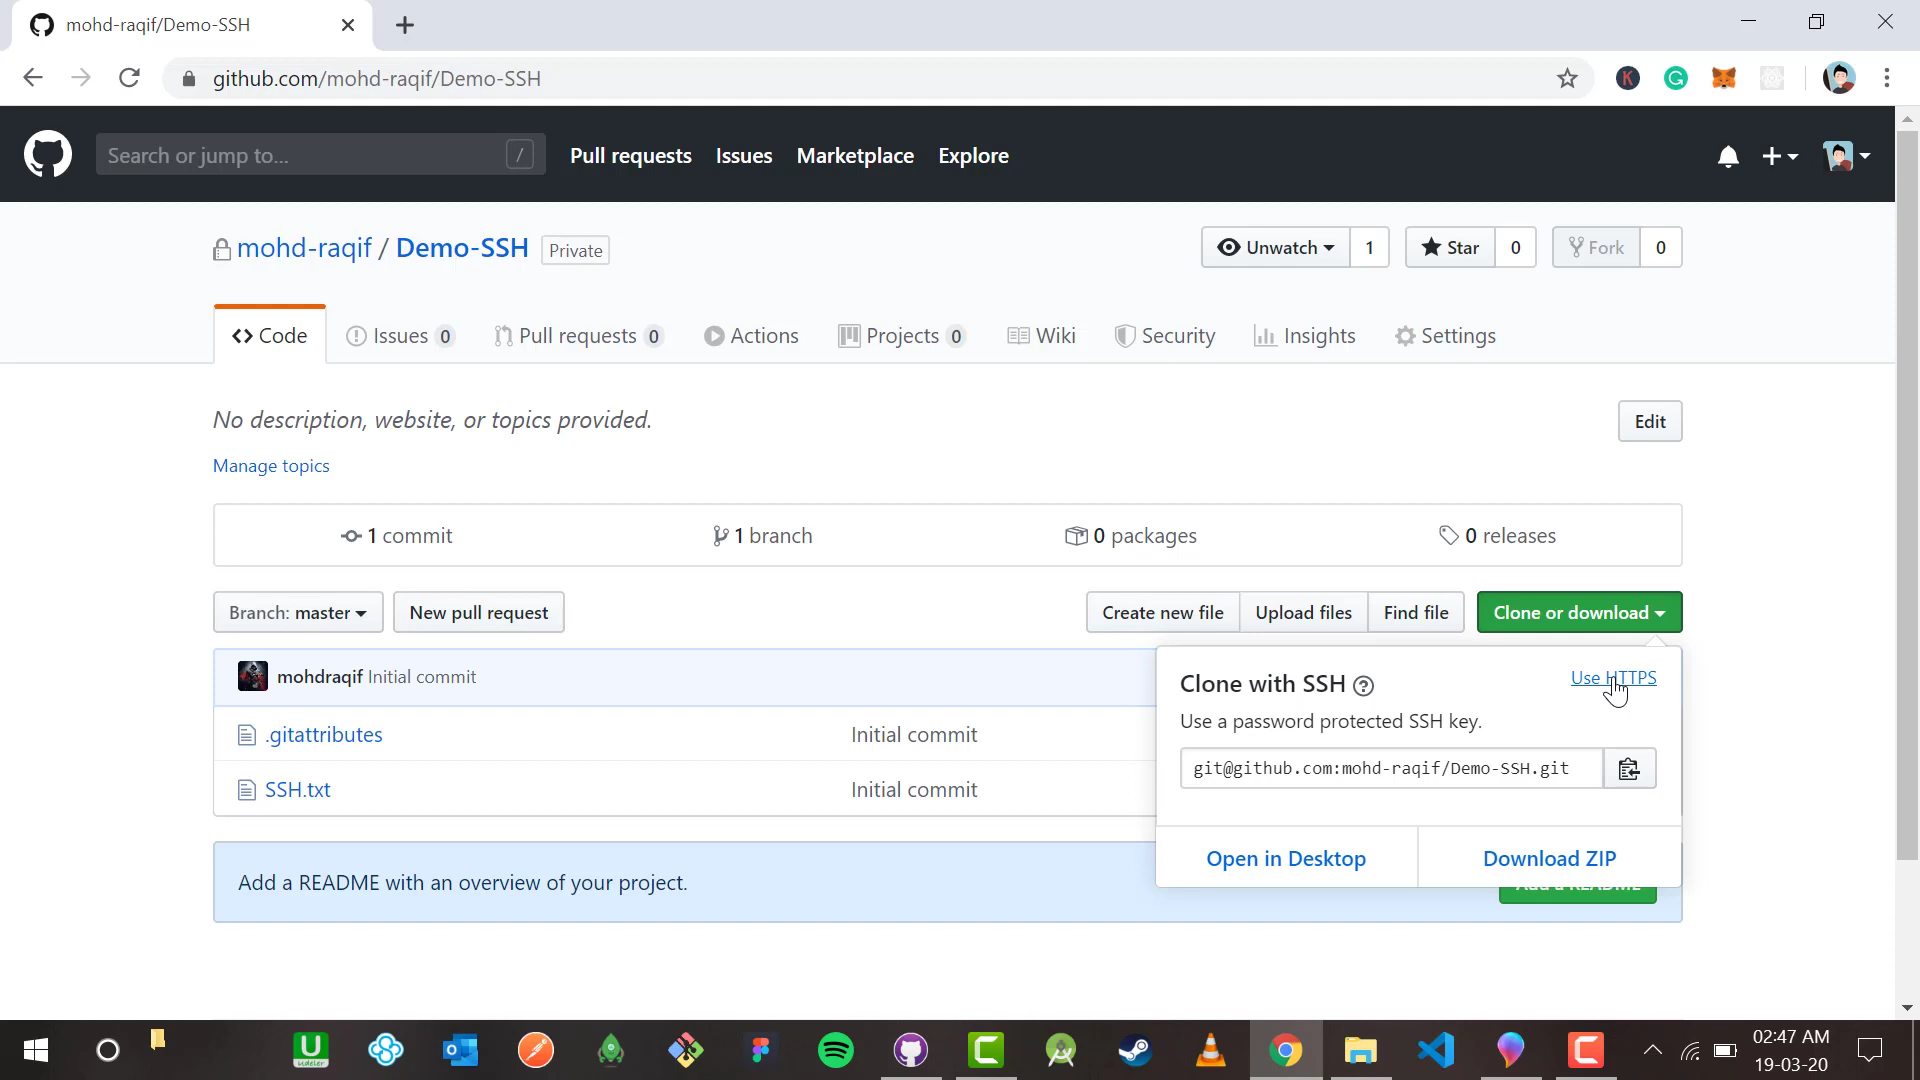 mohd-raqif/Demo-SSH
github.com/mohd-raqif/Demo-SSH
K
G
Search or jump to... /
Pull requests Issues Marketplace Explore
mohd-raqif / Demo-SSH Private
Unwatch 1 Star 0 Fork 0
Code Issues 0 Pull requests 0 Actions Projects 0 Wiki Security Insights Settings
No description, website, or topics provided.
Edit
Manage topics
1 commit 1 branch 0 packages 0 releases
Branch: master New pull request Create new file Upload files Find file Clone or download
mohdraqif Initial commit
Clone with SSH ? Use HTTPS
Use a password protected SSH key.
.gitattributes Initial commit
git@github.com:mohd-raqif/Demo-SSH.git
SSH.txt Initial commit
Open in Desktop Download ZIP
Add a README with an overview of your project.
Add a README
U
udeler
02:47 AM
19-03-20